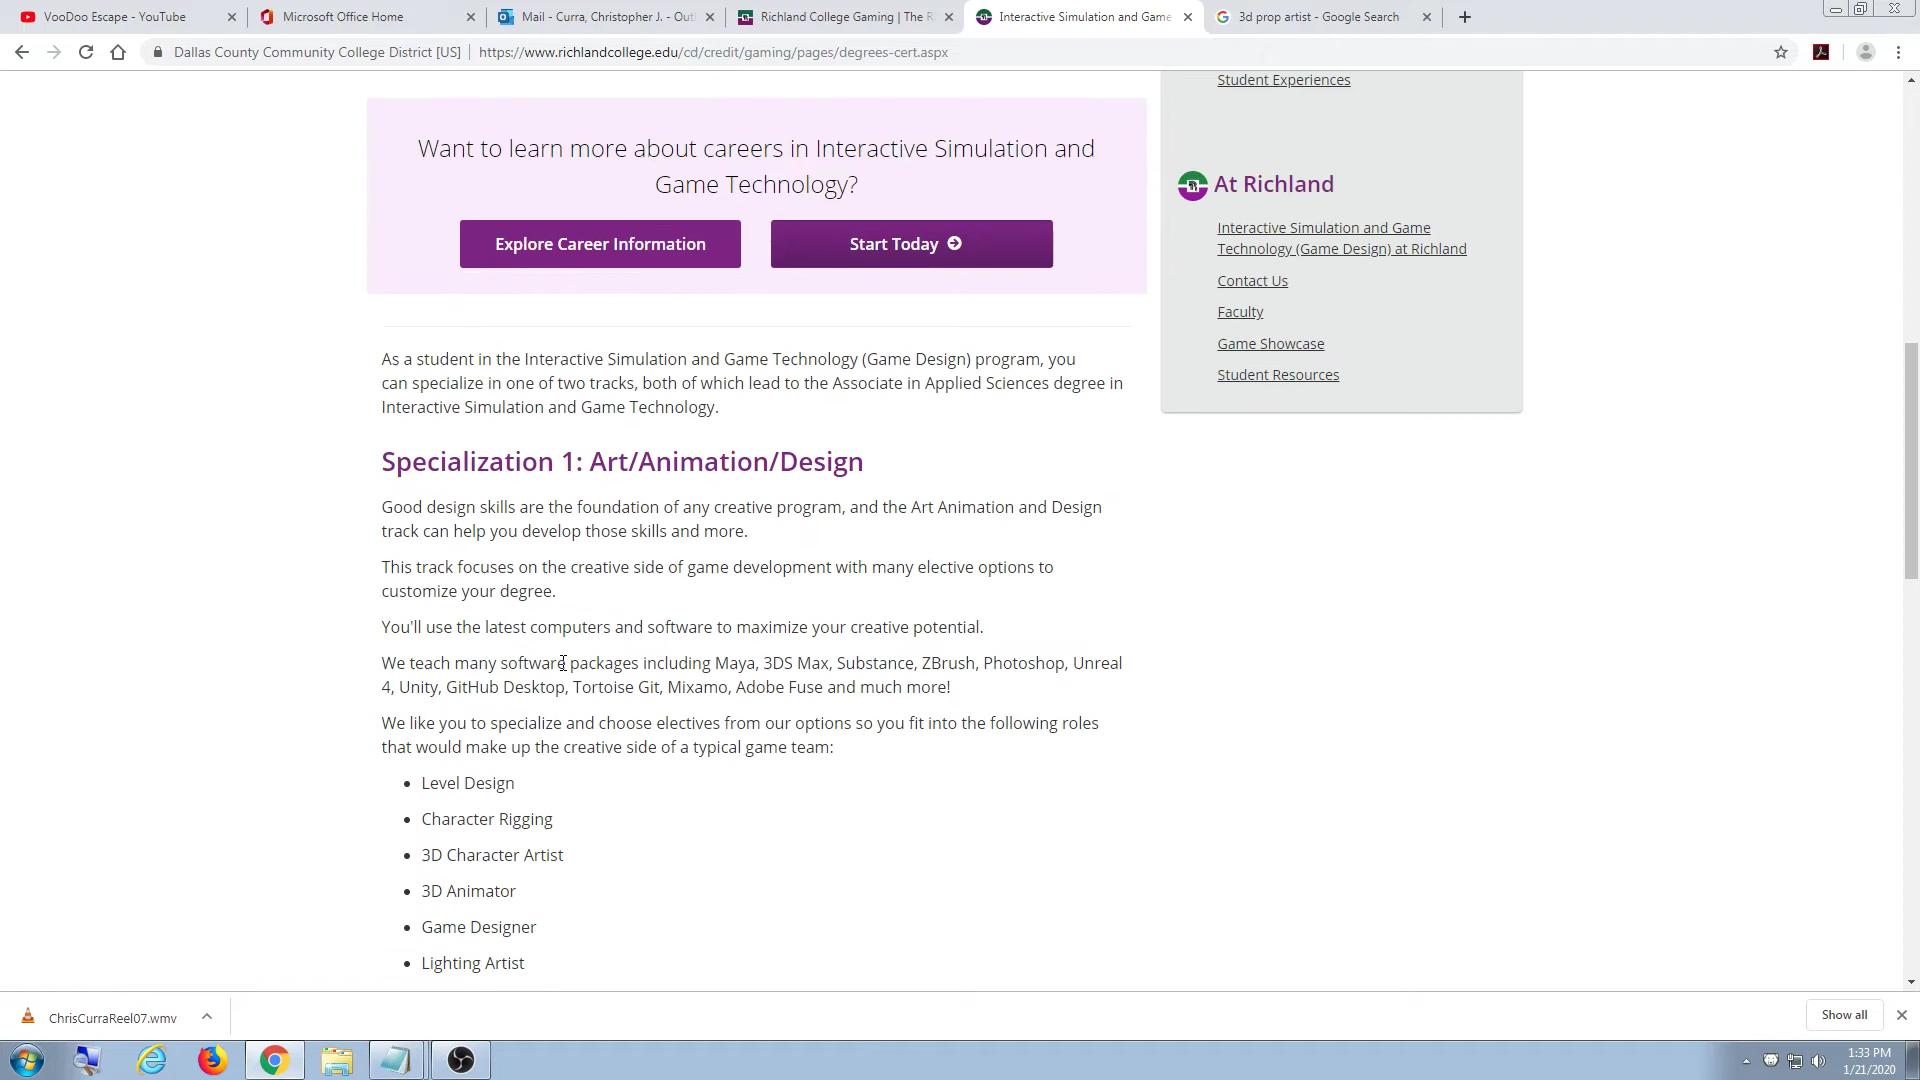 VooDoo Escape - YouTube
Microsoft Office Home
Mail - Curra, Christopher J. - Out
Richland College Gaming | The R
Interactive Simulation and Game
3d prop artist - Google Search
Dallas County Community College District [US] | https://www.richlandcollege.edu/cd/credit/gaming/pages/degrees-cert.aspx
Student Experiences
Want to learn more about careers in Interactive Simulation and
Game Technology?
Explore Career Information
Start Today
At Richland
Interactive Simulation and Game
Technology (Game Design) at Richland
Contact Us
Faculty
Game Showcase
Student Resources
As a student in the Interactive Simulation and Game Technology (Game Design) program, you
can specialize in one of two tracks, both of which lead to the Associate in Applied Sciences degree in
Interactive Simulation and Game Technology.
Specialization 1: Art/Animation/Design
Good design skills are the foundation of any creative program, and the Art Animation and Design
track can help you develop those skills and more.
This track focuses on the creative side of game development with many elective options to
customize your degree.
You'll use the latest computers and software to maximize your creative potential.
We teach many software packages including Maya, 3DS Max, Substance, ZBrush, Photoshop, Unreal
4, Unity, GitHub Desktop, Tortoise Git, Mixamo, Adobe Fuse and much more!
We like you to specialize and choose electives from our options so you fit into the following roles
that would make up the creative side of a typical game team:
• Level Design
• Character Rigging
• 3D Character Artist
• 3D Animator
• Game Designer
• Lighting Artist
ChrisCurraReel07.wmv
Show all
1:33 PM
1/21/2020